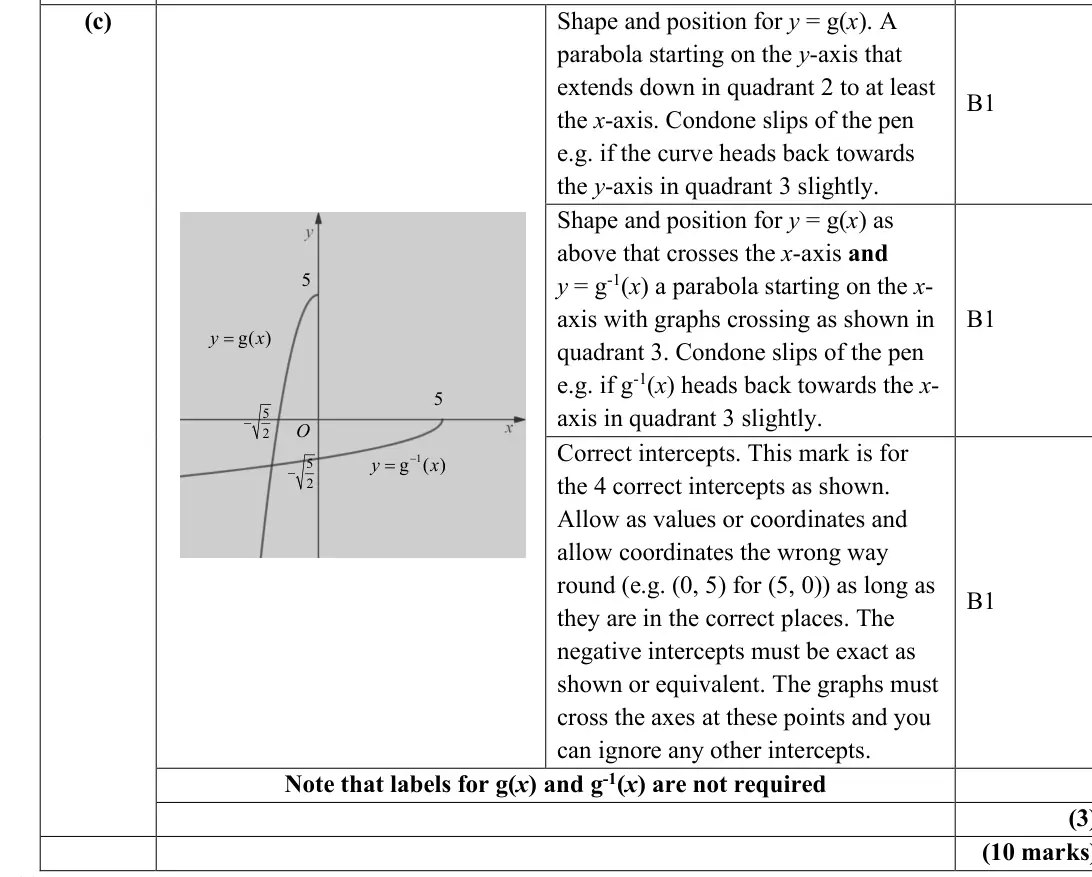 (c)
Shape and position for y = g(x). A
parabola starting on the y-axis that
extends down in quadrant 2 to at least
the x-axis. Condone slips of the pen
e.g. if the curve heads back towards
the y-axis in quadrant 3 slightly.
B1
Shape and position for y = g(x) as
above that crosses the x-axis and
y = g⁻¹(x) a parabola starting on the x-
axis with graphs crossing as shown in
quadrant 3. Condone slips of the pen
e.g. if g⁻¹(x) heads back towards the x-
axis in quadrant 3 slightly.
B1
y
5
y = g(x)
5
−√(5/2)
O
x
−√(5/2)
y = g⁻¹(x)
Correct intercepts. This mark is for
the 4 correct intercepts as shown.
Allow as values or coordinates and
allow coordinates the wrong way
round (e.g. (0, 5) for (5, 0)) as long as
they are in the correct places. The
negative intercepts must be exact as
shown or equivalent. The graphs must
cross the axes at these points and you
can ignore any other intercepts.
B1
Note that labels for g(x) and g⁻¹(x) are not required
(3)
(10 marks)